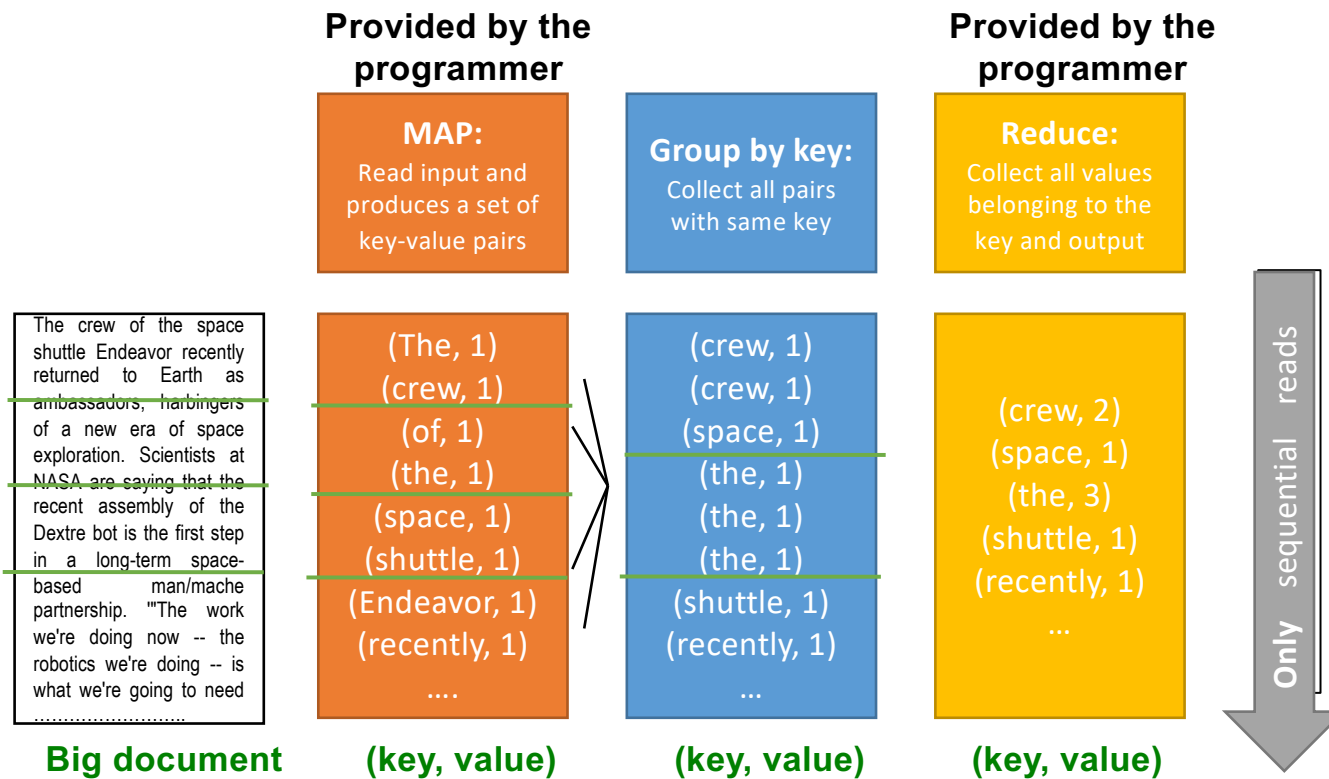 Provided by the
programmer
Provided by the
programmer
MAP:
Read input and
produces a set of
key-value pairs
Group by key:
Collect all pairs
with same key
Reduce:
Collect all values
belonging to the
key and output
The crew of the space
shuttle Endeavor recently
returned to Earth as
ambassadors, harbingers
of a new era of space
exploration. Scientists at
NASA are saying that the
recent assembly of the
Dextre bot is the first step
in a long-term space-
based man/mache
partnership. '"The work
we're doing now -- the
robotics we're doing -- is
what we're going to need
……………………..
(The, 1)
(crew, 1)
(of, 1)
(the, 1)
(space, 1)
(shuttle, 1)
(Endeavor, 1)
(recently, 1)
….
(crew, 1)
(crew, 1)
(space, 1)
(the, 1)
(the, 1)
(the, 1)
(shuttle, 1)
(recently, 1)
…
(crew, 2)
(space, 1)
(the, 3)
(shuttle, 1)
(recently, 1)
…
Only sequential reads
Big document
(key, value)
(key, value)
(key, value)